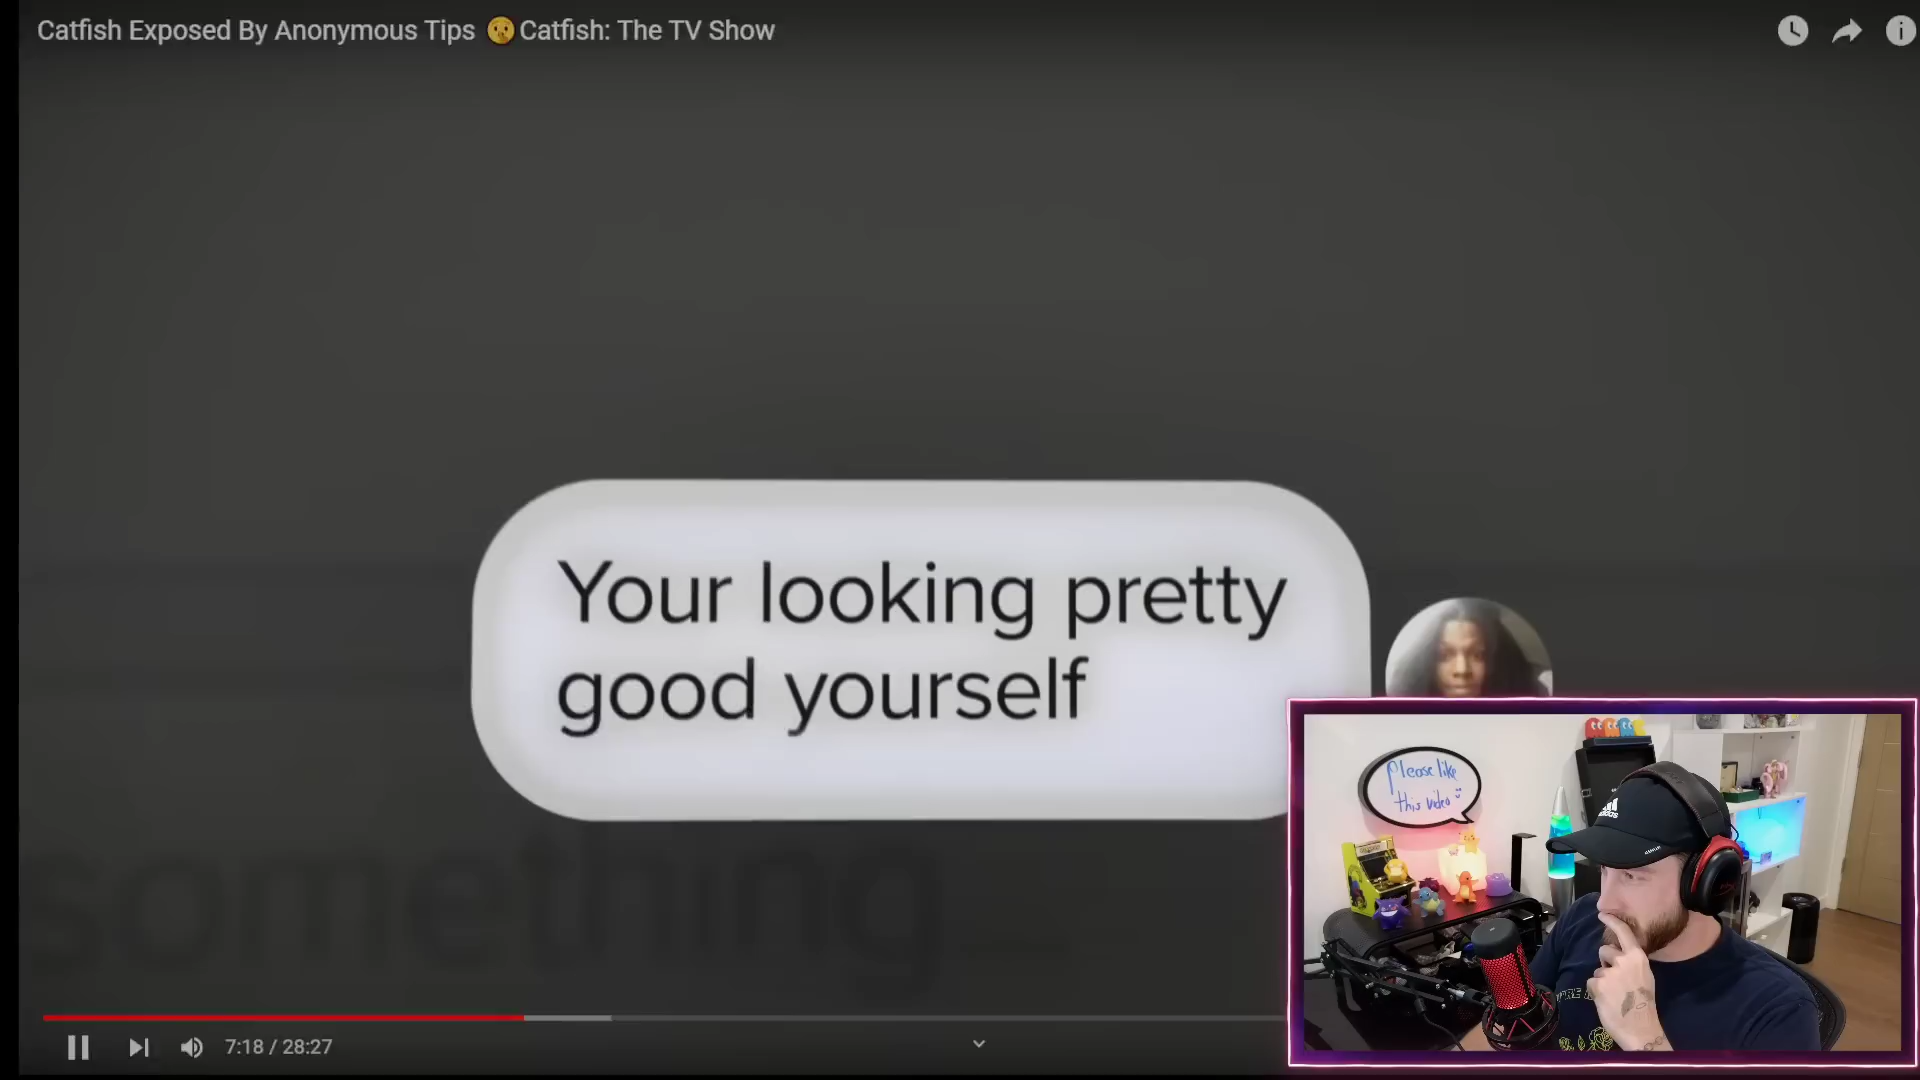 Catfish Exposed By Anonymous Tips 🤫 Catfish: The TV Show
Your looking pretty
good yourself
something
Please like
this video
adidas
7:18 / 28:27